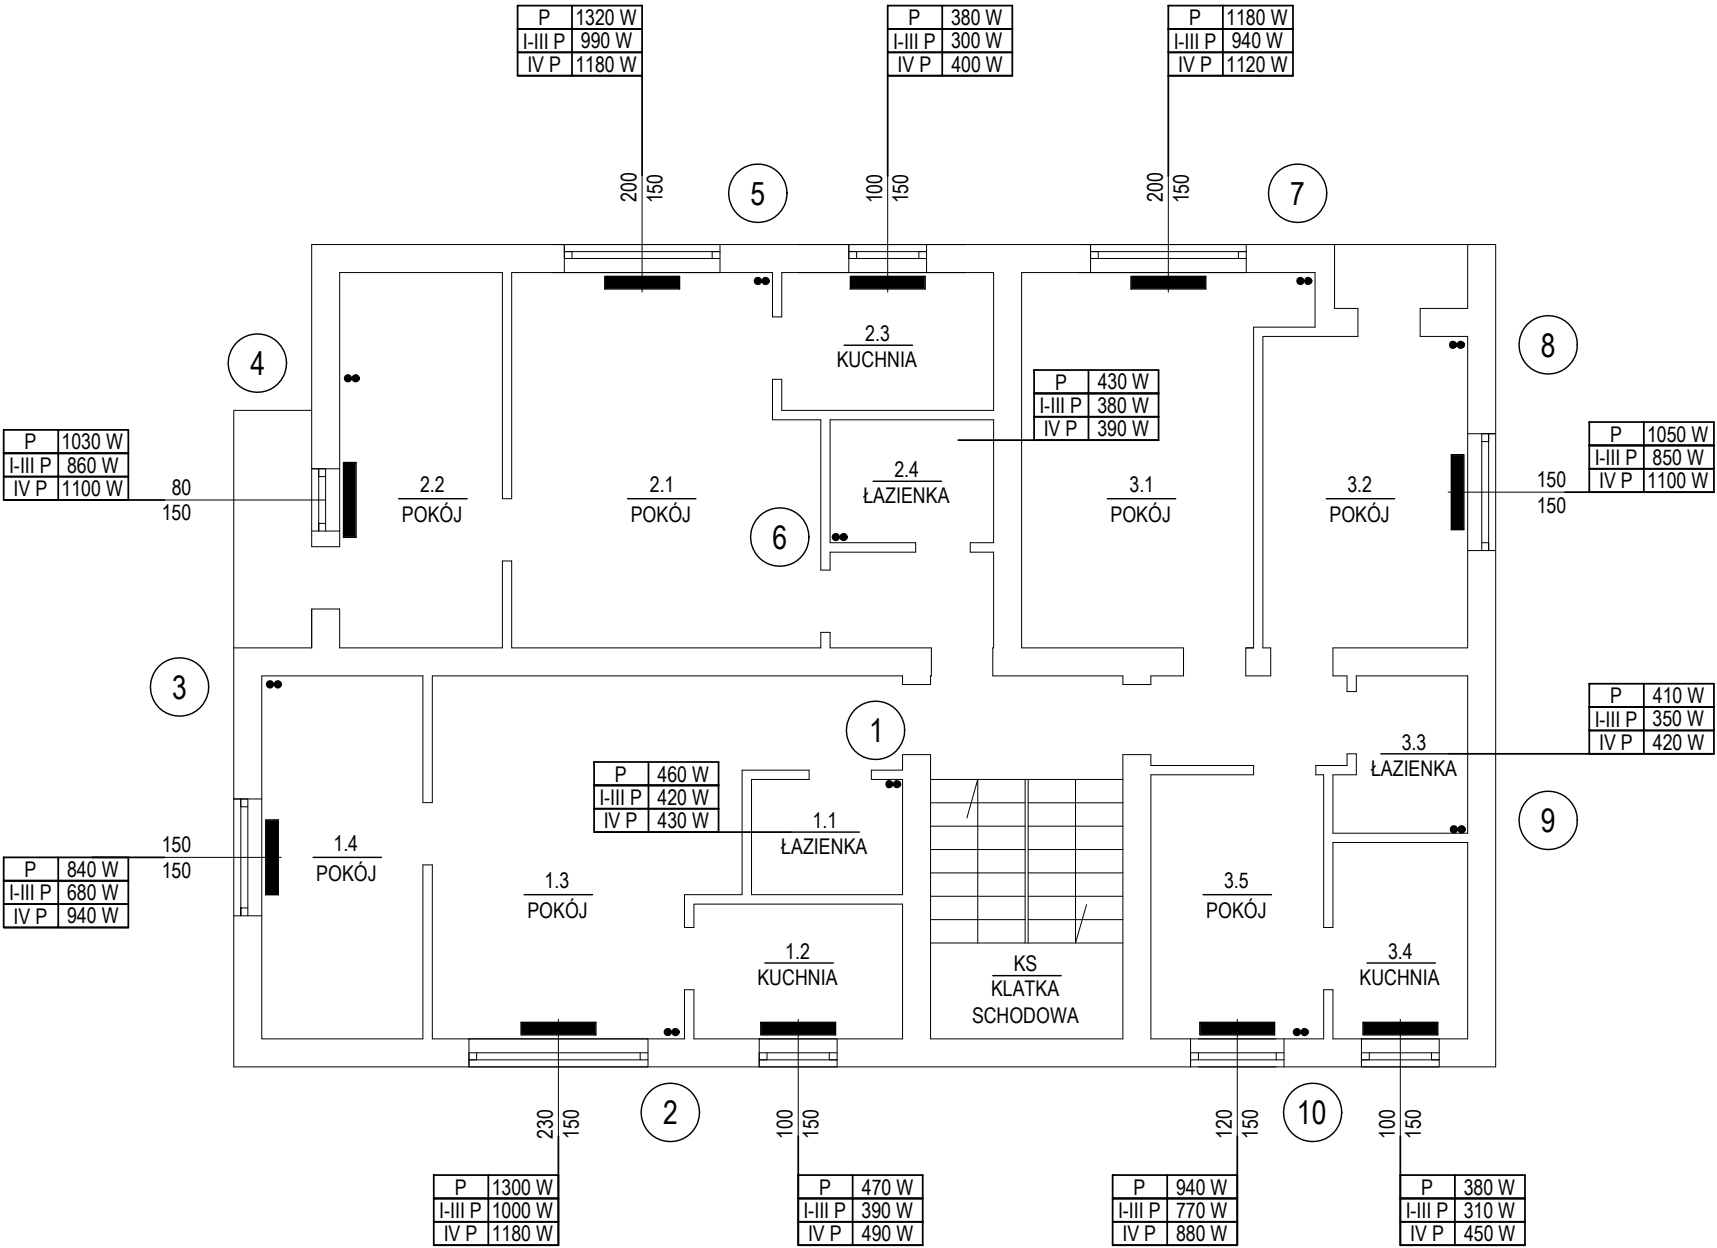 P 1320 W
I-III P 990 W
IV P 1180 W
P 380 W
I-III P 300 W
IV P 400 W
P 1180 W
I-III P 940 W
IV P 1120 W
200
150
5
100
150
200
150
7
4
2.3
KUCHNIA
8
P 430 W
I-III P 380 W
IV P 390 W
P 1030 W
I-III P 860 W
IV P 1100 W
80
150
2.2
POKÓJ
2.1
POKÓJ
2.4
ŁAZIENKA
3.1
POKÓJ
3.2
POKÓJ
150
150
P 1050 W
I-III P 850 W
IV P 1100 W
6
3
1
P 410 W
I-III P 350 W
IV P 420 W
3.3
ŁAZIENKA
P 460 W
I-III P 420 W
IV P 430 W
1.1
ŁAZIENKA
9
150
150
P 840 W
I-III P 680 W
IV P 940 W
1.4
POKÓJ
1.3
POKÓJ
3.5
POKÓJ
1.2
KUCHNIA
KS
KLATKA
SCHODOWA
3.4
KUCHNIA
230
150
2
100
150
120
150
10
100
150
P 1300 W
I-III P 1000 W
IV P 1180 W
P 470 W
I-III P 390 W
IV P 490 W
P 940 W
I-III P 770 W
IV P 880 W
P 380 W
I-III P 310 W
IV P 450 W